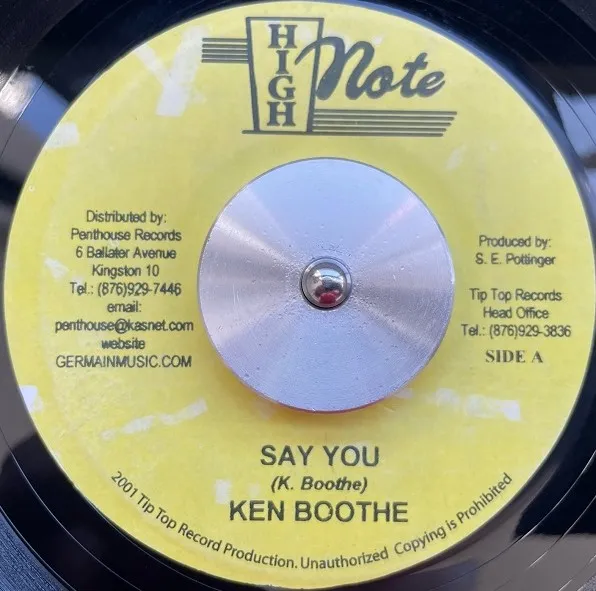 HIGH Note
Distributed by:
Penthouse Records
6 Ballater Avenue
Kingston 10
Tel.: (876)929-7446
email:
penthouse@kasnet.com
website
GERMAINMUSIC.COM
Produced by:
S. E. Pottinger
Tip Top Records
Head Office
Tel.: (876)929-3836
SIDE A
SAY YOU
(K. Boothe)
KEN BOOTHE
2001 Tip Top Record Production. Unauthorized Copying is Prohibited